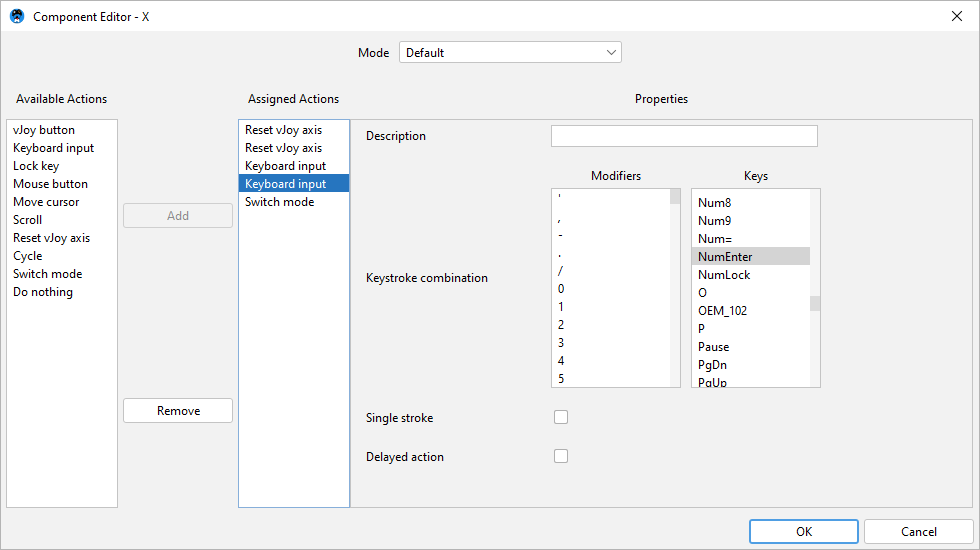 Component Editor - X
Mode
Default
Available Actions
Assigned Actions
Properties
vJoy button
Keyboard input
Lock key
Mouse button
Move cursor
Scroll
Reset vJoy axis
Cycle
Switch mode
Do nothing
Add
Remove
Reset vJoy axis
Reset vJoy axis
Keyboard input
Keyboard input
Switch mode
Description
Keystroke combination
Modifiers
'
,
-
.
/
0
1
2
3
4
5
Keys
Num8
Num9
Num=
NumEnter
NumLock
O
OEM_102
P
Pause
PgDn
PgUp
Single stroke
Delayed action
OK
Cancel